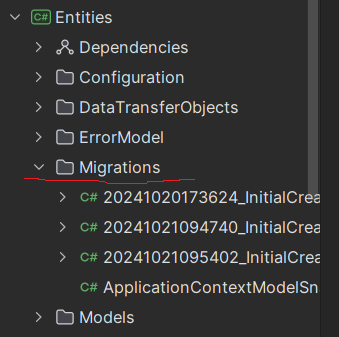 C# Entities
Dependencies
Configuration
DataTransferObjects
ErrorModel
Migrations
C# 20241020173624_InitialCrea
C# 20241021094740_InitialCrea
C# 20241021095402_InitialCrea
C# ApplicationContextModelSn
Models